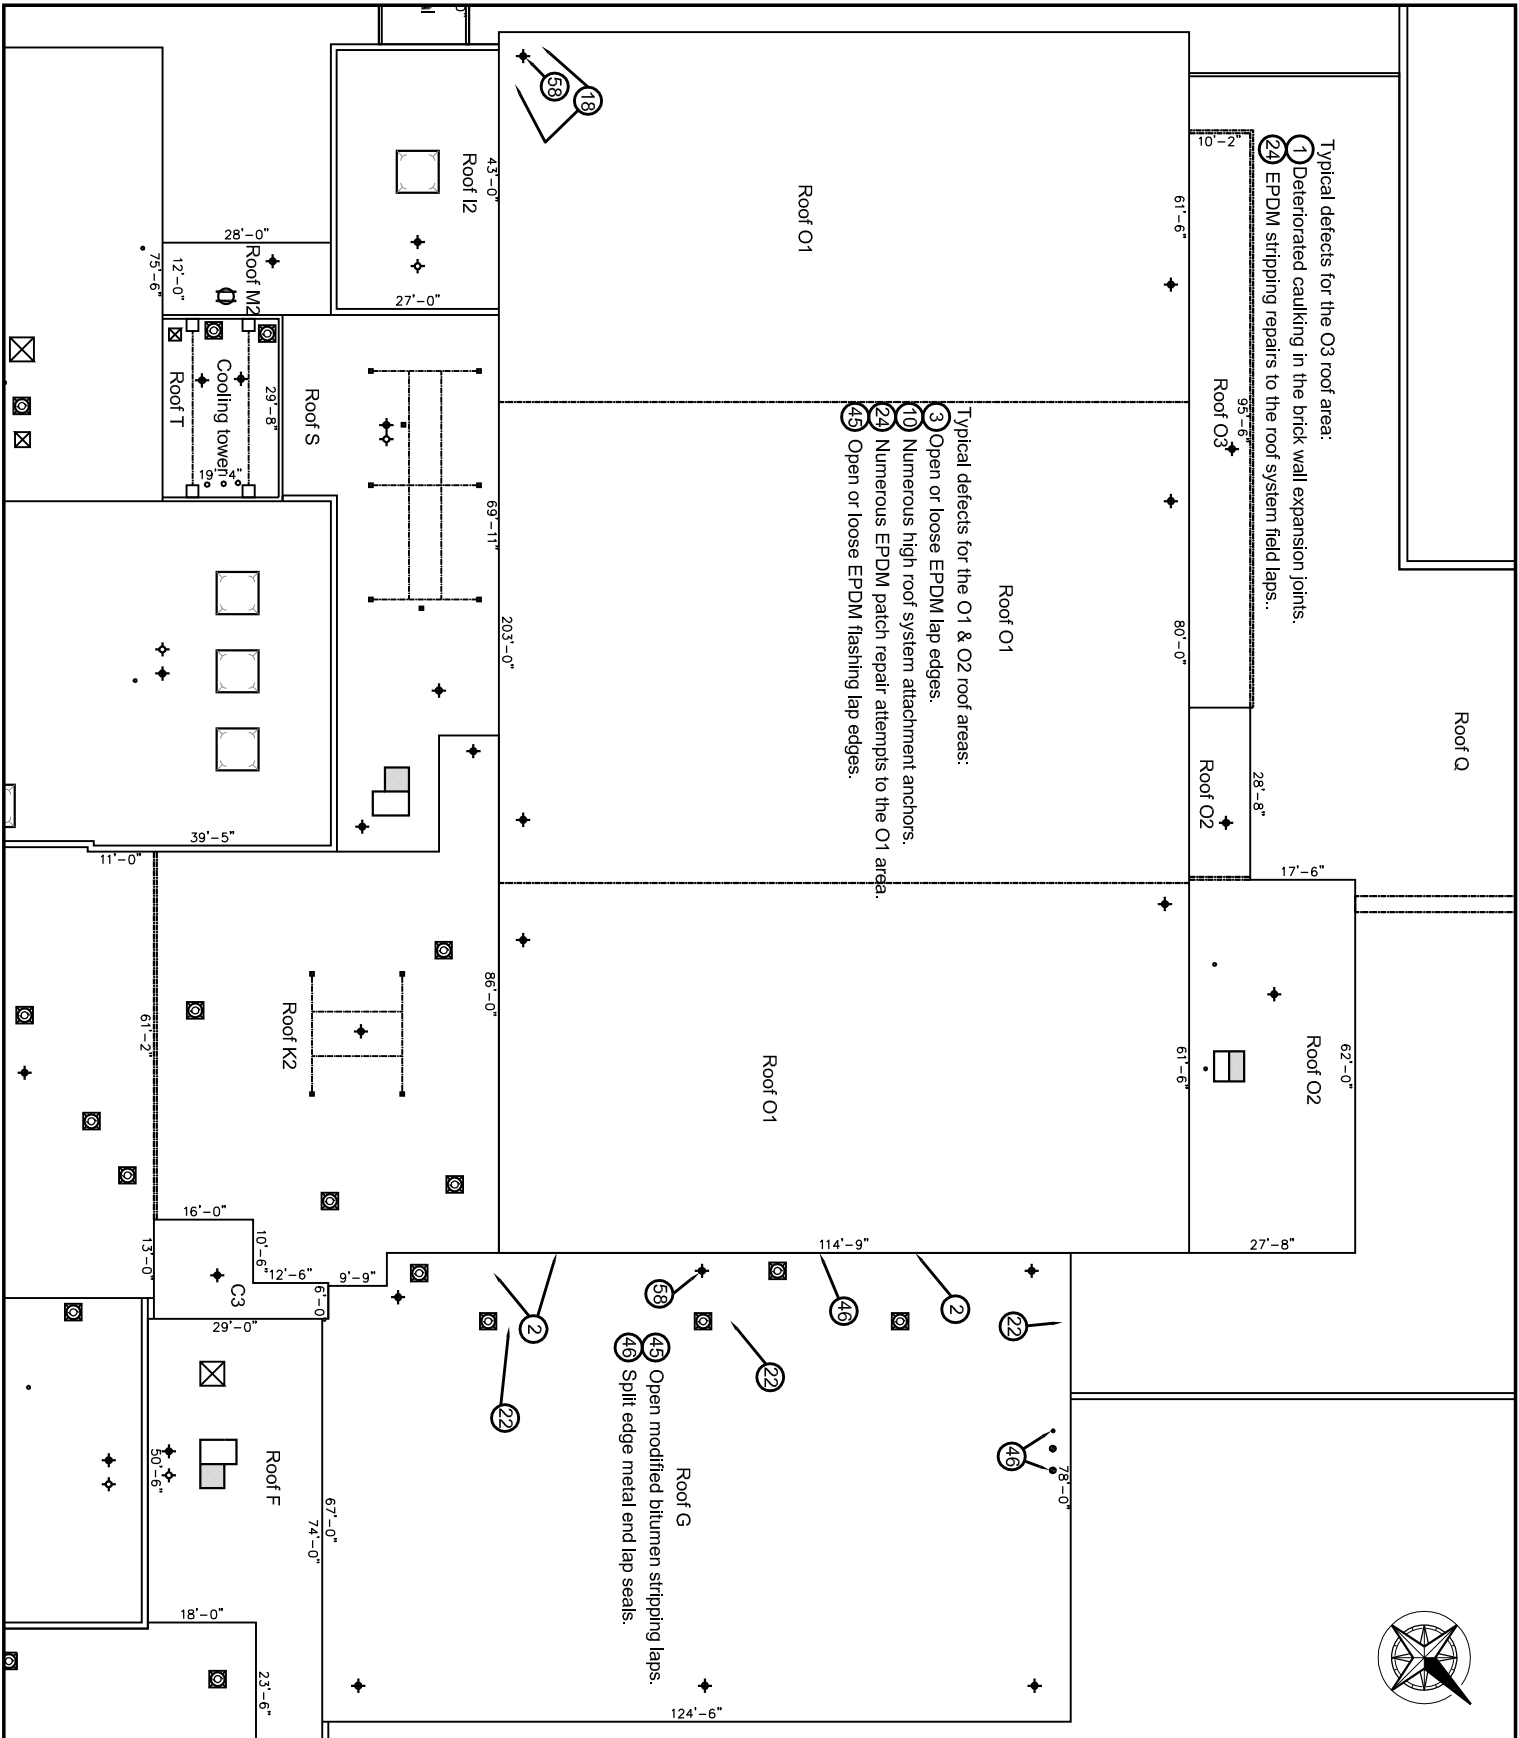 Typical defects for the O3 roof area:
1 Deteriorated caulking in the brick wall expansion joints.
24 EPDM stripping repairs to the roof system field laps..
Roof Q
10'-2"
95'-6"
Roof O3
28'-8"
Roof O2
17'-6"
62'-0"
Roof O2
27'-8"
61'-6"
80'-0"
61'-6"
Roof O1
58
18
Typical defects for the O1 & O2 roof areas:
3 Open or loose EPDM lap edges.
10 Numerous high roof system attachment anchors.
24 Numerous EPDM patch repair attempts to the O1 area.
45 Open or loose EPDM flashing lap edges.
Roof O1
Roof O1
114'-9"
43'-0"
Roof I2
27'-0"
28'-0"
Roof M2
12'-0"
75'-6"
Roof S
29'-8"
Cooling tower
19'-4"
Roof T
69'-11"
203'-0"
39'-5"
11'-0"
86'-0"
Roof K2
61'-2"
16'-0"
10'-6"
13'-0"
12'-6"
9'-9"
6'-0"
C3
29'-0"
22
2
46
58
22
2
22
46
78'-0"
Roof G
45 Open modified bitumen stripping laps.
46 Split edge metal end lap seals.
124'-6"
67'-0"
74'-0"
Roof F
50'-6"
18'-0"
23'-6"